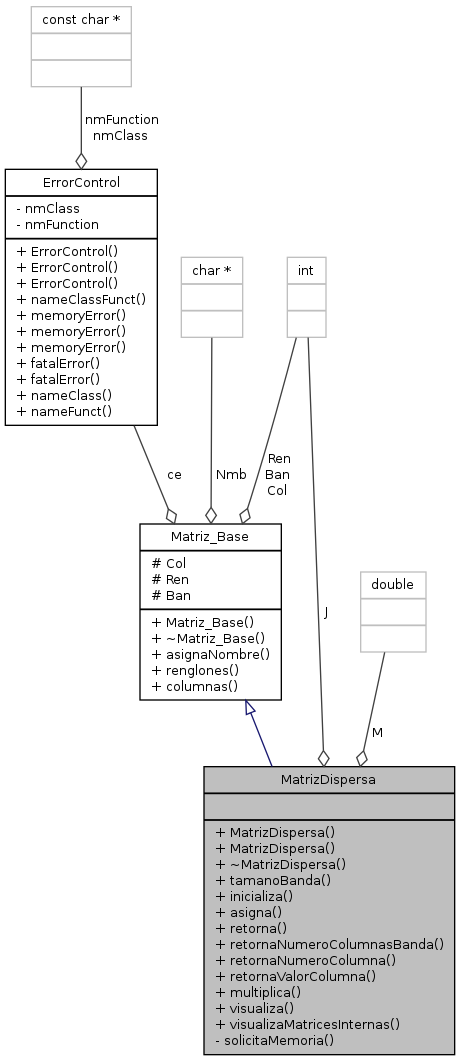 const char *
nmFunction
nmClass
ErrorControl
- nmClass
- nmFunction
+ ErrorControl()
+ ErrorControl()
+ ErrorControl()
+ nameClassFunct()
+ memoryError()
+ memoryError()
+ memoryError()
+ fatalError()
+ fatalError()
+ nameClass()
+ nameFunct()
char *
int
ce
Nmb
Ren
Ban
Col
Matriz_Base
# Col
# Ren
# Ban
+ Matriz_Base()
+ ~Matriz_Base()
+ asignaNombre()
+ renglones()
+ columnas()
double
J
M
MatrizDispersa
+ MatrizDispersa()
+ MatrizDispersa()
+ ~MatrizDispersa()
+ tamanoBanda()
+ inicializa()
+ asigna()
+ retorna()
+ retornaNumeroColumnasBanda()
+ retornaNumeroColumna()
+ retornaValorColumna()
+ multiplica()
+ visualiza()
+ visualizaMatricesInternas()
- solicitaMemoria()